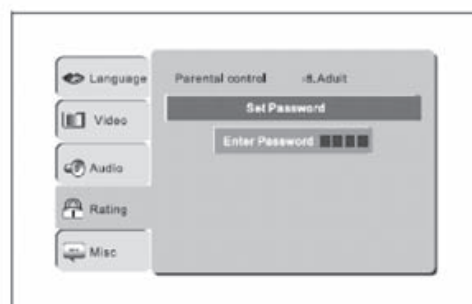 Language
Video
Audio
Rating
Misc
Parental control :8.Adult
Set Password
Enter Password